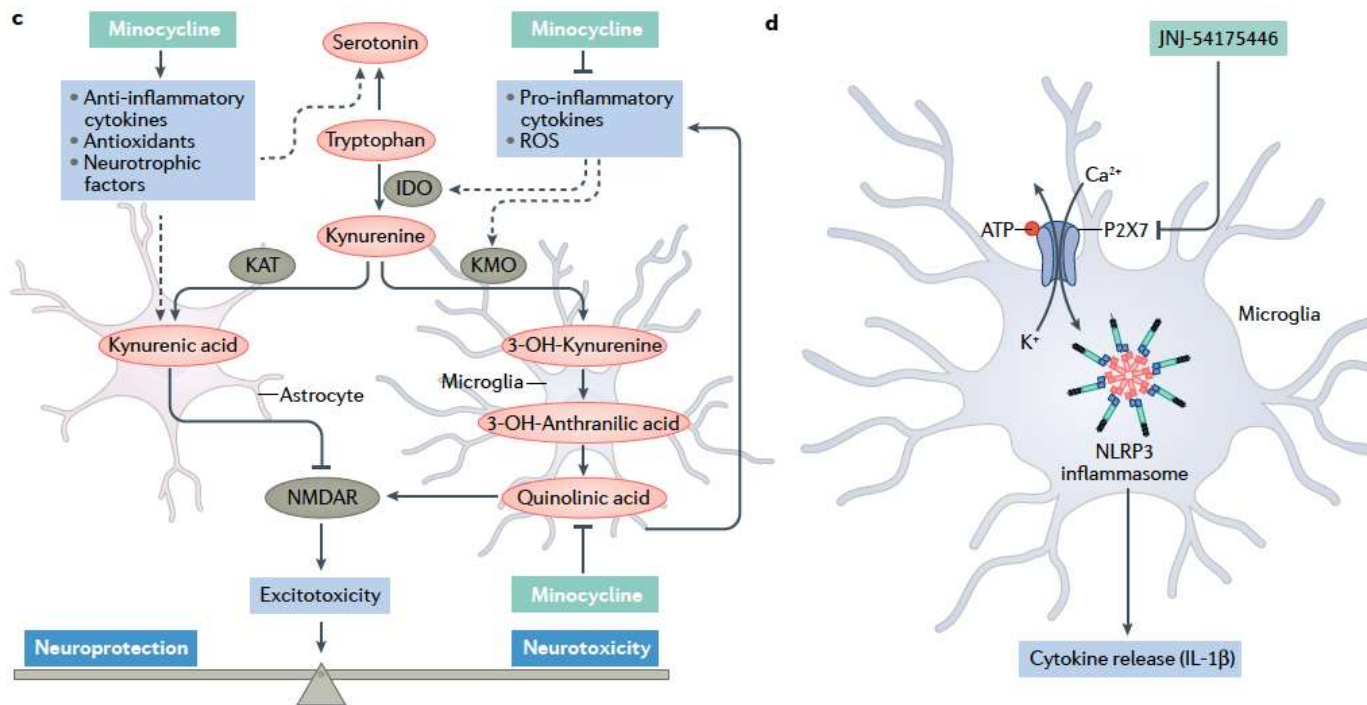 c
Minocycline
Serotonin
Minocycline
• Anti-inflammatory
cytokines
• Antioxidants
• Neurotrophic
factors
• Pro-inflammatory
cytokines
• ROS
Tryptophan
IDO
Kynurenine
KAT
KMO
Kynurenic acid
3-OH-Kynurenine
Microglia
Astrocyte
3-OH-Anthranilic acid
NMDAR
Quinolinic acid
Excitotoxicity
Minocycline
Neuroprotection
Neurotoxicity
d
JNJ-54175446
Ca²⁺
ATP
P2X7
K⁺
Microglia
NLRP3
inflammasome
Cytokine release (IL-1β)